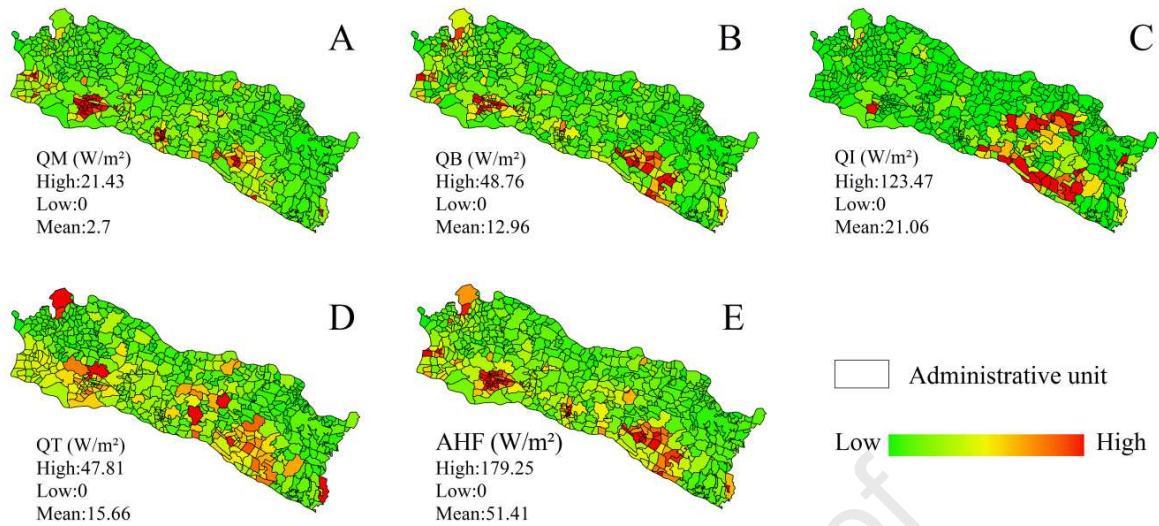 A
QM (W/m²)
High:21.43
Low:0
Mean:2.7
B
QB (W/m²)
High:48.76
Low:0
Mean:12.96
C
QI (W/m²)
High:123.47
Low:0
Mean:21.06
D
QT (W/m²)
High:47.81
Low:0
Mean:15.66
E
AHF (W/m²)
High:179.25
Low:0
Mean:51.41
Administrative unit
Low High